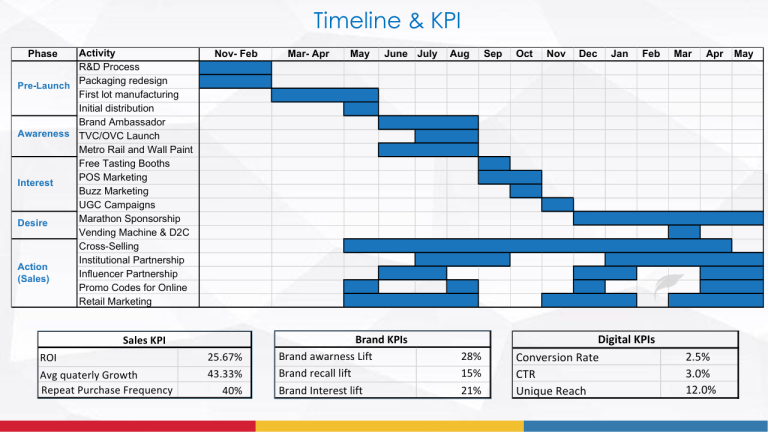 Timeline & KPI
Phase Activity Nov- Feb Mar- Apr May June July Aug Sep Oct Nov Dec Jan Feb Mar Apr May
Pre-Launch
R&D Process
Packaging redesign
First lot manufacturing
Initial distribution
Awareness
Brand Ambassador
TVC/OVC Launch
Metro Rail and Wall Paint
Interest
Free Tasting Booths
POS Marketing
Buzz Marketing
UGC Campaigns
Desire
Marathon Sponsorship
Vending Machine & D2C
Action
(Sales)
Cross-Selling
Institutional Partnership
Influencer Partnership
Promo Codes for Online
Retail Marketing
Sales KPI
ROI 25.67%
Avg quaterly Growth 43.33%
Repeat Purchase Frequency 40%
Brand KPIs
Brand awarness Lift 28%
Brand recall lift 15%
Brand Interest lift 21%
Digital KPIs
Conversion Rate 2.5%
CTR 3.0%
Unique Reach 12.0%